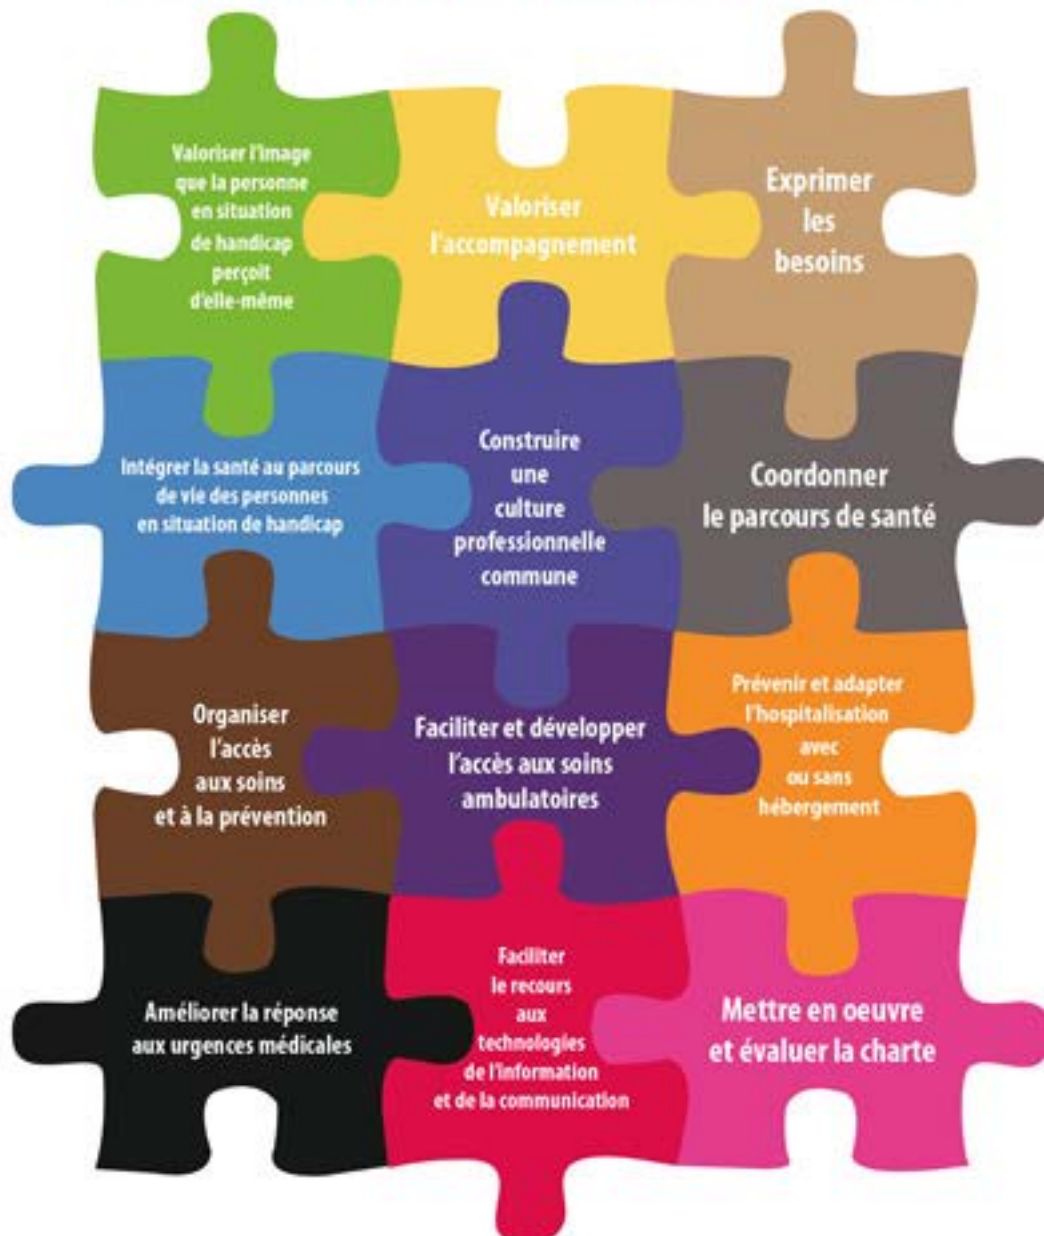 Valoriser l'image
que la personne
en situation
de handicap
perçoit
d'elle-même
Valoriser
l'accompagnement
Exprimer
les
besoins
Intégrer la santé au parcours
de vie des personnes
en situation de handicap
Construire
une
culture
professionnelle
commune
Coordonner
le parcours de santé
Organiser
l'accès
aux soins
et à la prévention
Faciliter et développer
l'accès aux soins
ambulatoires
Prévenir et adapter
l'hospitalisation
avec
ou sans
hébergement
Améliorer la réponse
aux urgences médicales
Faciliter
le recours
aux
technologies
de l'information
et de la communication
Mettre en oeuvre
et évaluer la charte